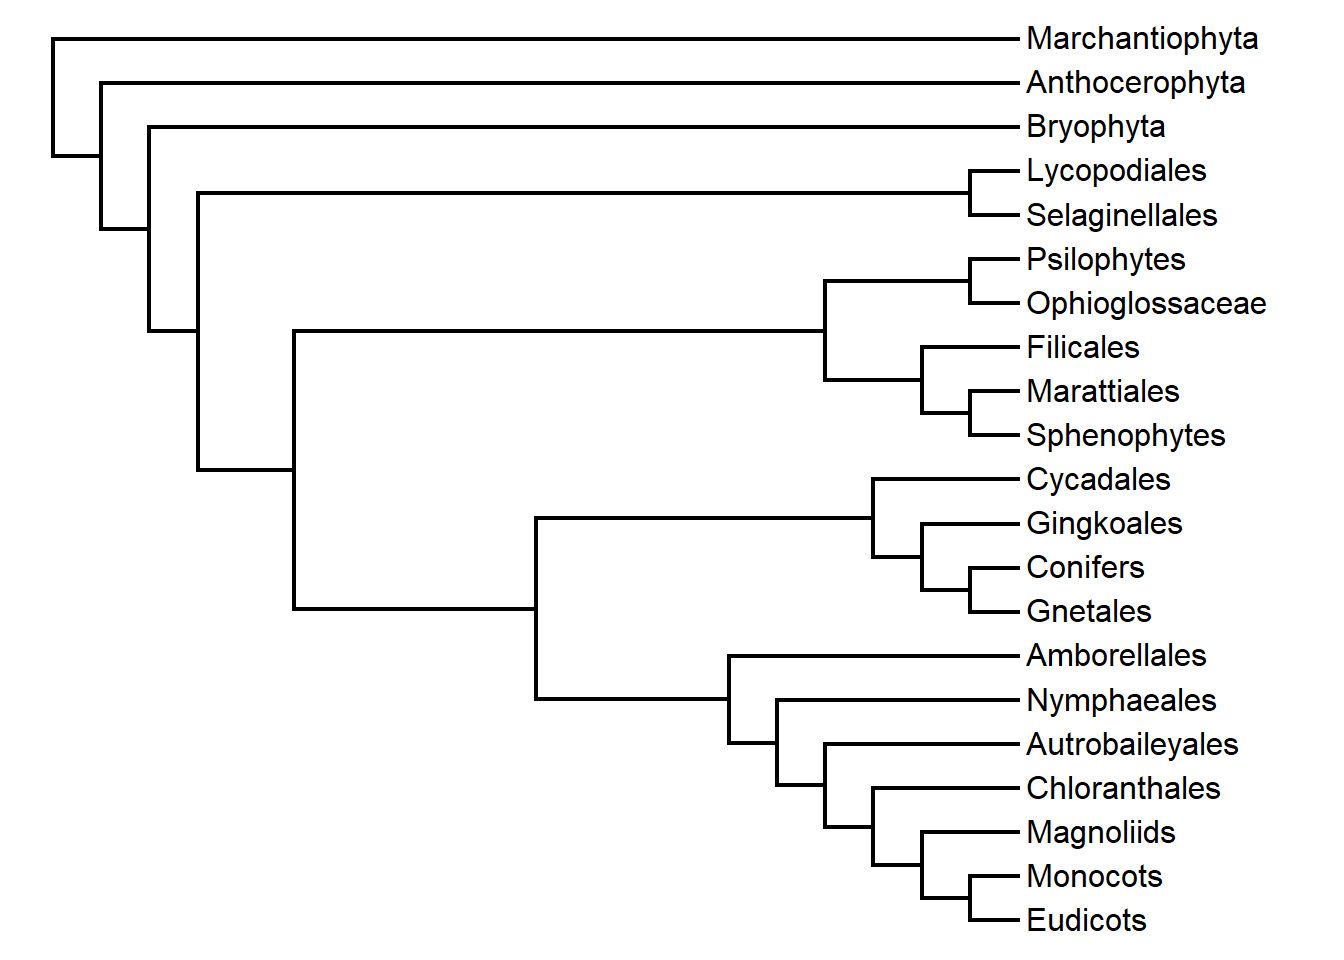 Marchantiophyta
Anthocerophyta
Bryophyta
Lycopodiales
Selaginellales
Psilophytes
Ophioglossaceae
Filicales
Marattiales
Sphenophytes
Cycadales
Gingkoales
Conifers
Gnetales
Amborellales
Nymphaeales
Autrobaileyales
Chloranthales
Magnoliids
Monocots
Eudicots